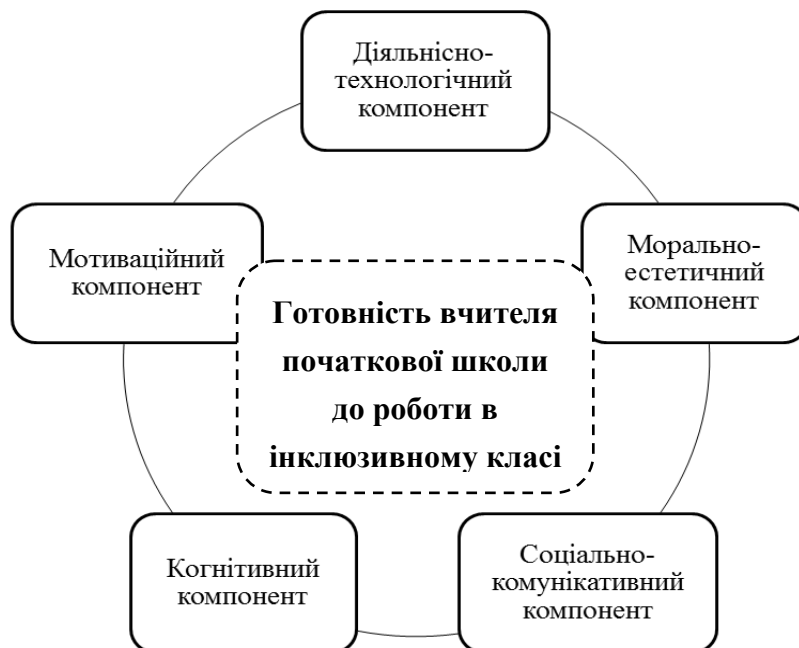 Діяльнісно-
технологічний
компонент
Мотиваційний
компонент
Морально-
естетичний
компонент
Готовність вчителя
початкової школи
до роботи в
інклюзивному класі
Когнітивний
компонент
Соціально-
комунікативний
компонент